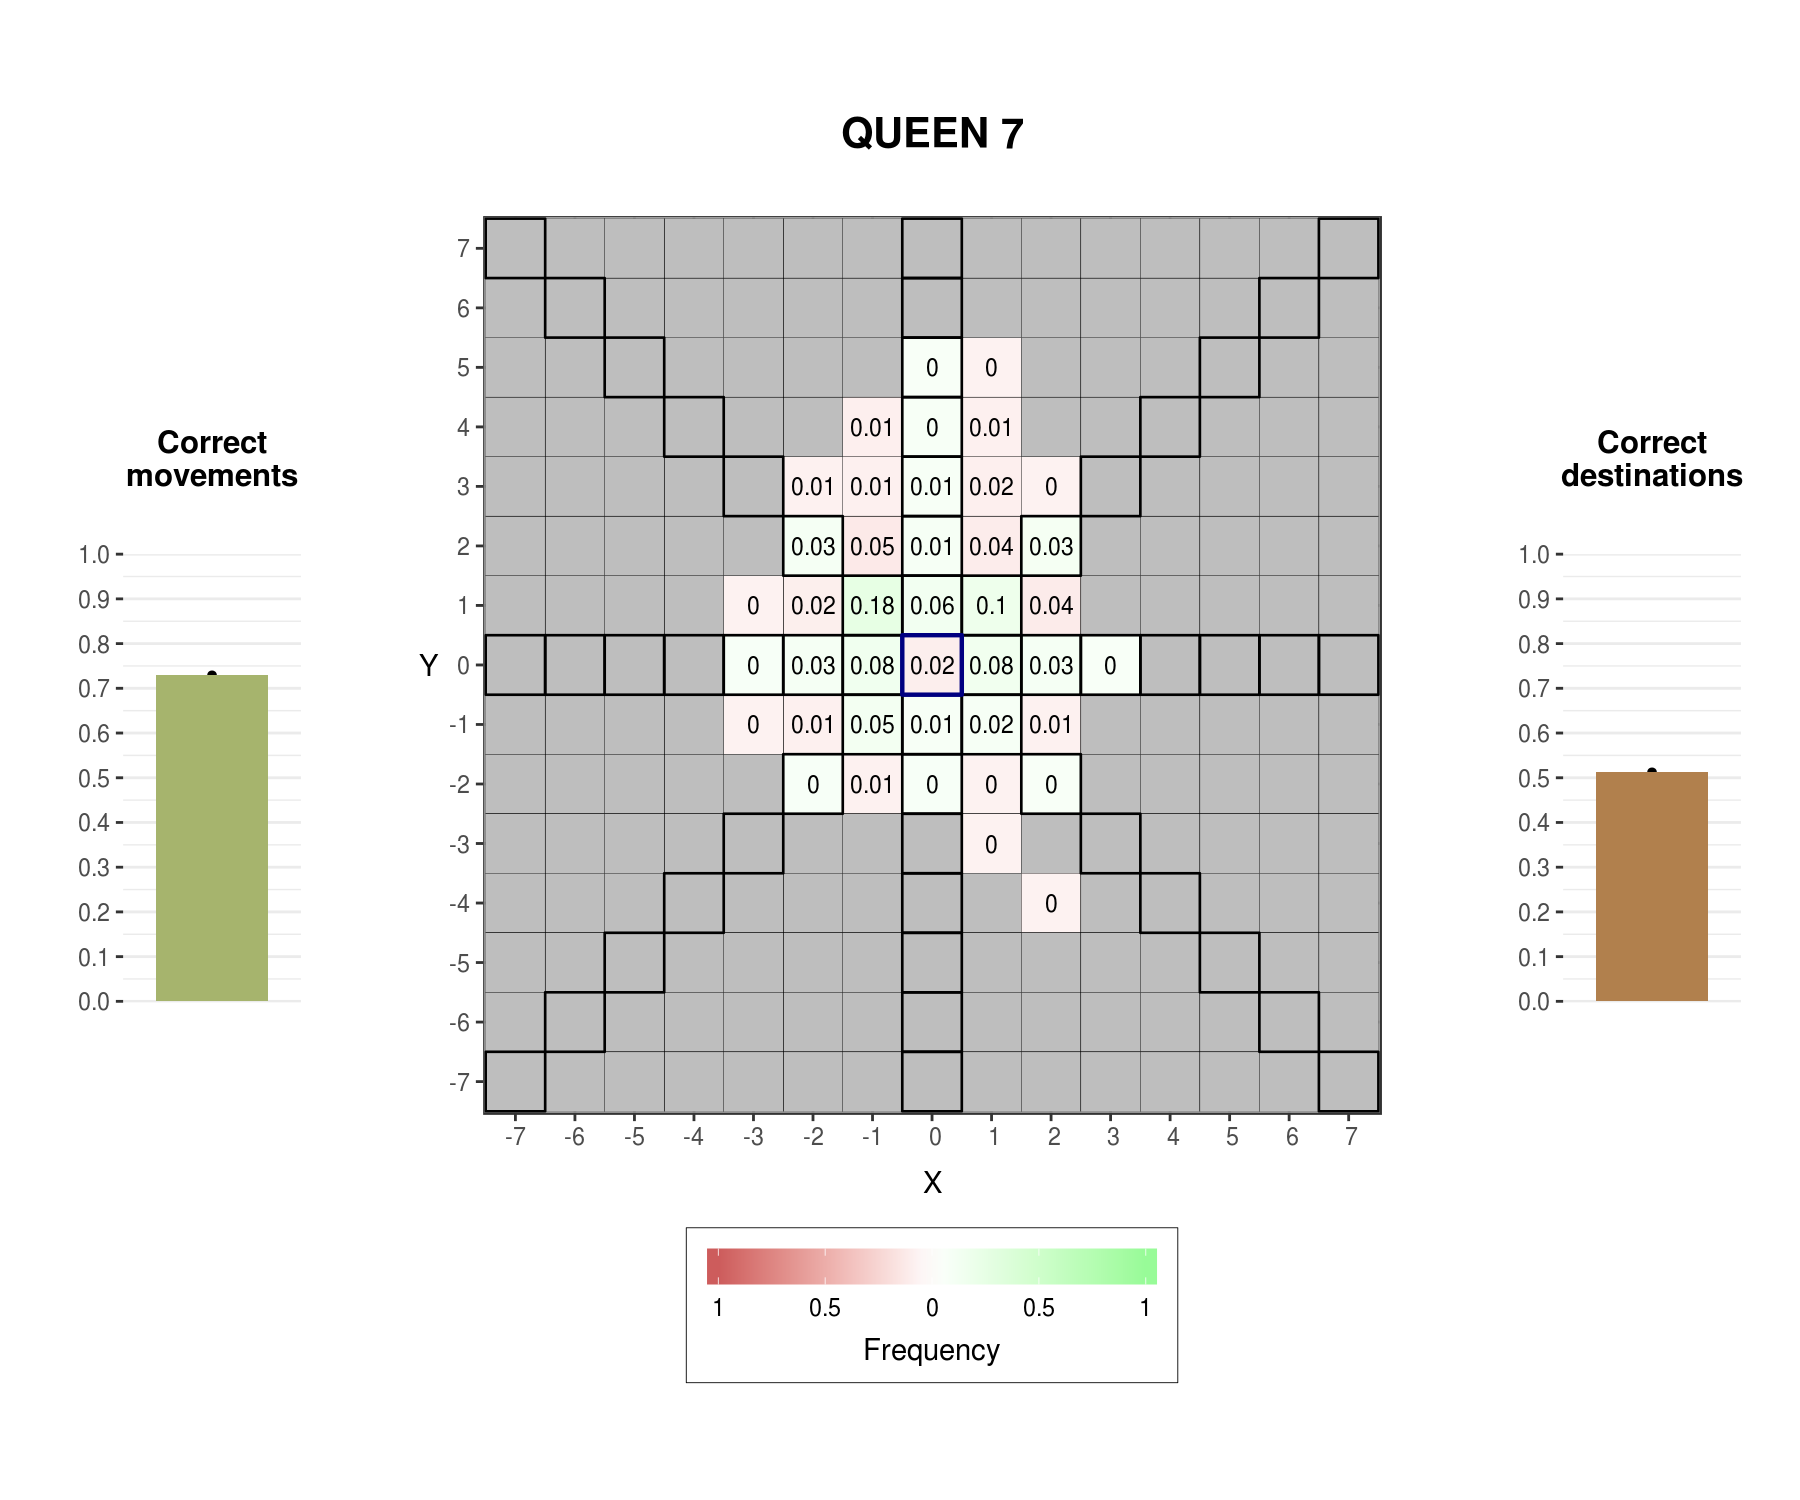 QUEEN 7
Correct
movements
1.0
0.9
0.8
0.7
0.6
0.5
0.4
0.3
0.2
0.1
0.0
Y
7
6
5 0 0
4 0.01 0 0.01
3 0.01 0.01 0.01 0.02 0
2 0.03 0.05 0.01 0.04 0.03
1 0 0.02 0.18 0.06 0.1 0.04
0 0 0.03 0.08 0.02 0.08 0.03 0
-1 0 0.01 0.05 0.01 0.02 0.01
-2 0 0.01 0 0 0
-3 0
-4 0
-5
-6
-7
-7 -6 -5 -4 -3 -2 -1 0 1 2 3 4 5 6 7
X
1 0.5 0 0.5 1
Frequency
Correct
destinations
1.0
0.9
0.8
0.7
0.6
0.5
0.4
0.3
0.2
0.1
0.0